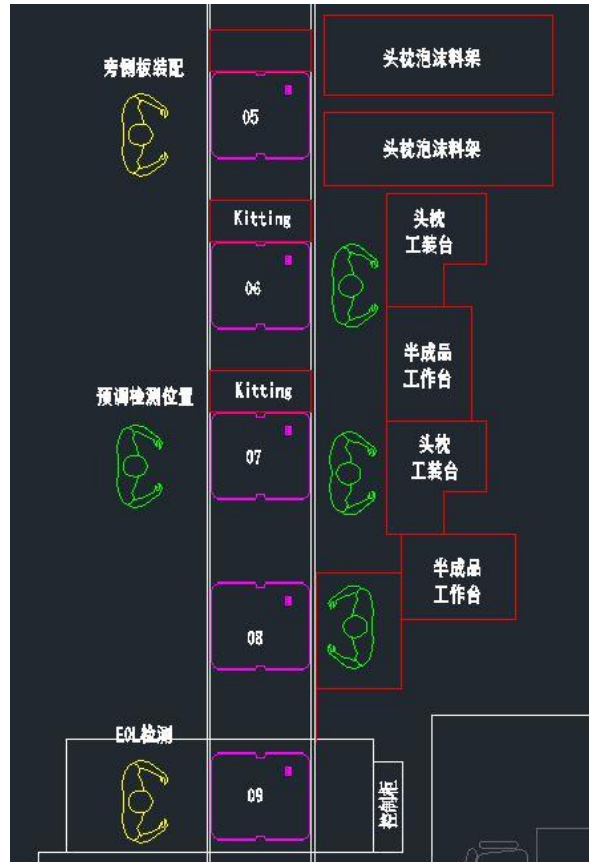 旁侧板装配
头枕泡沫料架
05
头枕泡沫料架
Kitting
头枕
工装台
06
半成品
工作台
预调检测位置
Kitting
头枕
工装台
07
半成品
工作台
08
EOL检测
09
控制柜